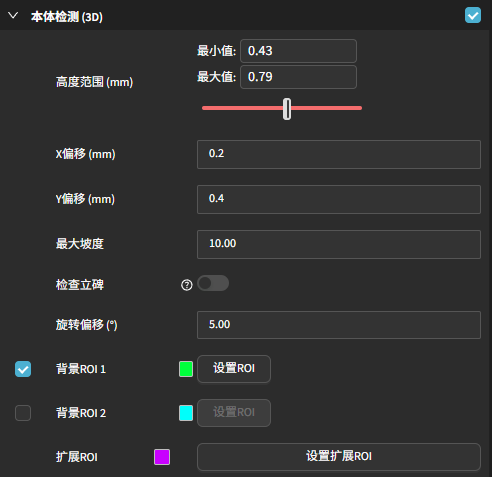 本体检测 (3D)
最小值: 0.43
最大值: 0.79
高度范围 (mm)
X偏移 (mm) 0.2
Y偏移 (mm) 0.4
最大坡度 10.00
检查立碑
旋转偏移 (°) 5.00
背景ROI 1 设置ROI
背景ROI 2 设置ROI
扩展ROI 设置扩展ROI